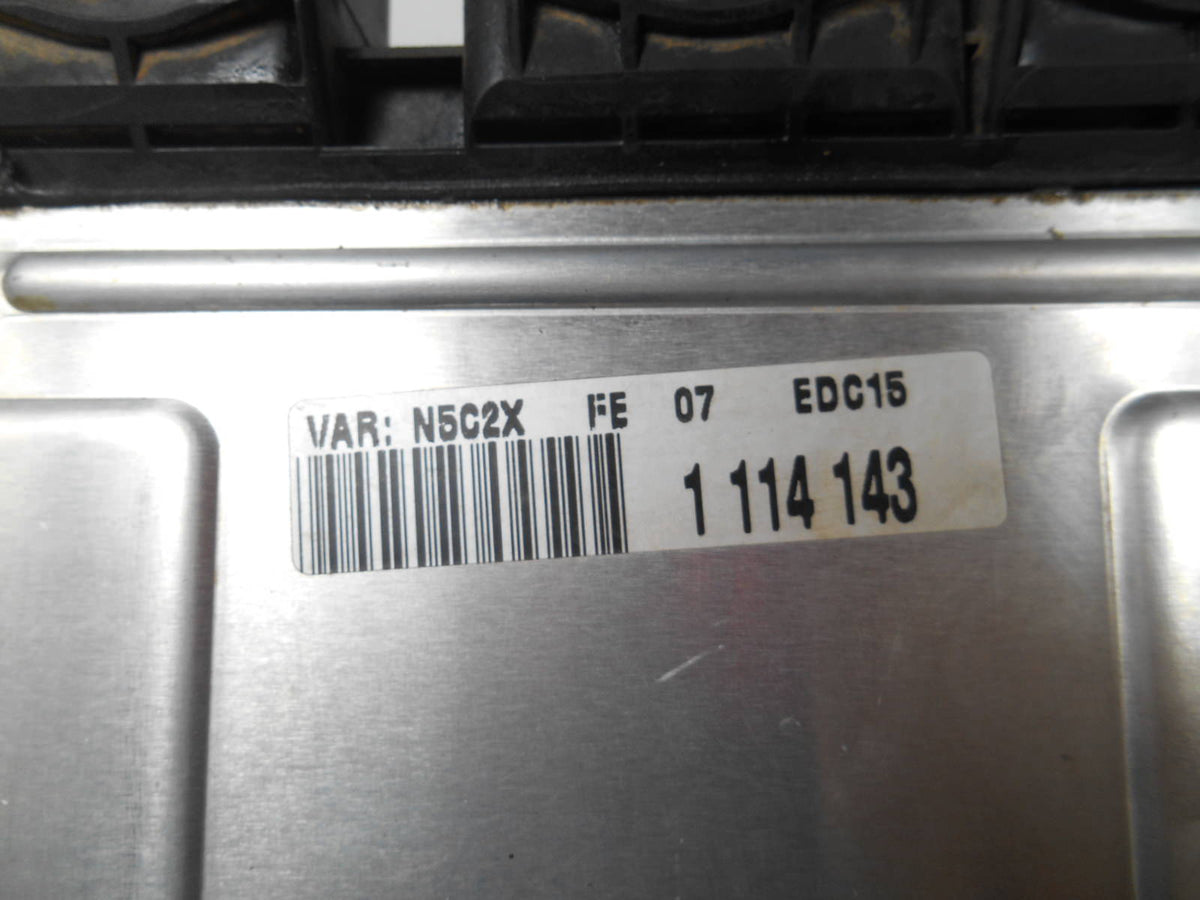 VAR: N5C2X FE 07 EDC15
1 114 143